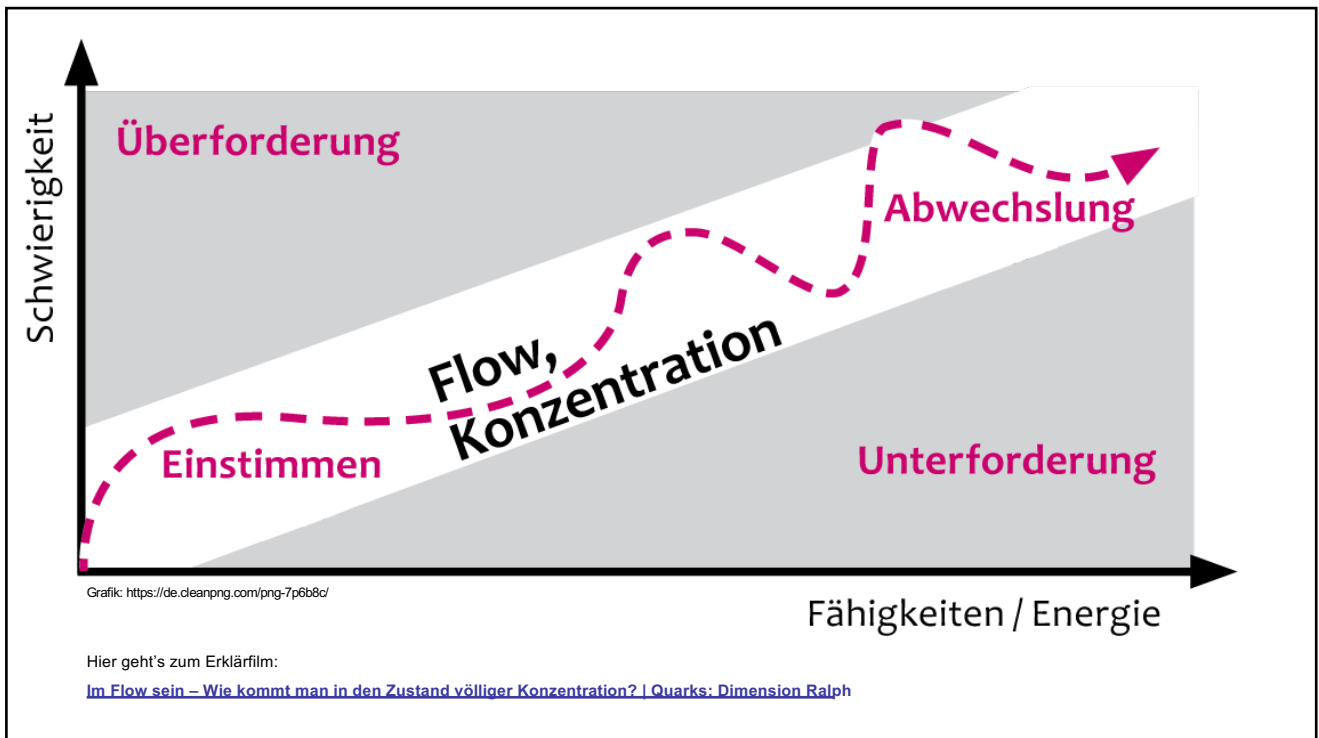 Schwierigkeit
Überforderung
Abwechslung
Flow,
Konzentration
Einstimmen
Unterforderung
Grafik: https://de.cleanpng.com/png-7p6b8c/
Fähigkeiten / Energie
Hier geht's zum Erklärfilm:
Im Flow sein – Wie kommt man in den Zustand völliger Konzentration? | Quarks: Dimension Ralph